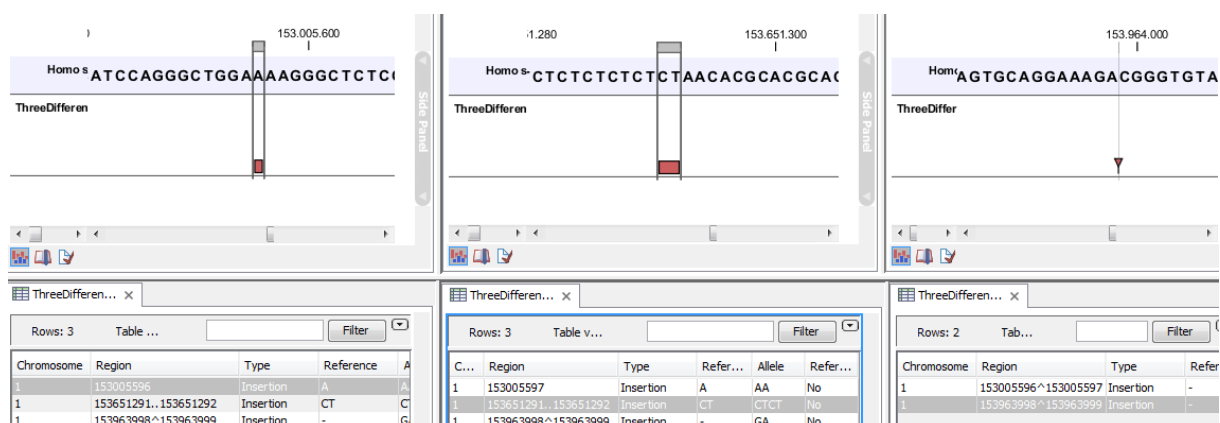 153.005.600
Homo s
ATCCAGGGCTGGAAAAGGGCTCTC
ThreeDifferen
Side Panel
ThreeDifferen...
Rows: 3 Table ... Filter
Chromosome Region Type Reference A
1 153005596 Insertion A A
1 153651291..153651292 Insertion CT C
1 153963998^153963999 Insertion - G
1.280 153.651.300
Homo s
CTCTCTCTCTCTAACACGCACGCAC
ThreeDifferen
Side Panel
ThreeDifferen...
Rows: 3 Table v... Filter
C... Region Type Refer... Allele Refer...
1 153005597 Insertion A AA No
1 153651291..153651292 Insertion CT CTCT No
1 153963998^153963999 Insertion - GA No
153.964.000
Homo
AGTGCAGGAAAGACGGGTGTA
ThreeDiffer
ThreeDifferen...
Rows: 2 Tab... Filter
Chromosome Region Type Refer
1 153005596^153005597 Insertion -
1 153963998^153963999 Insertion -